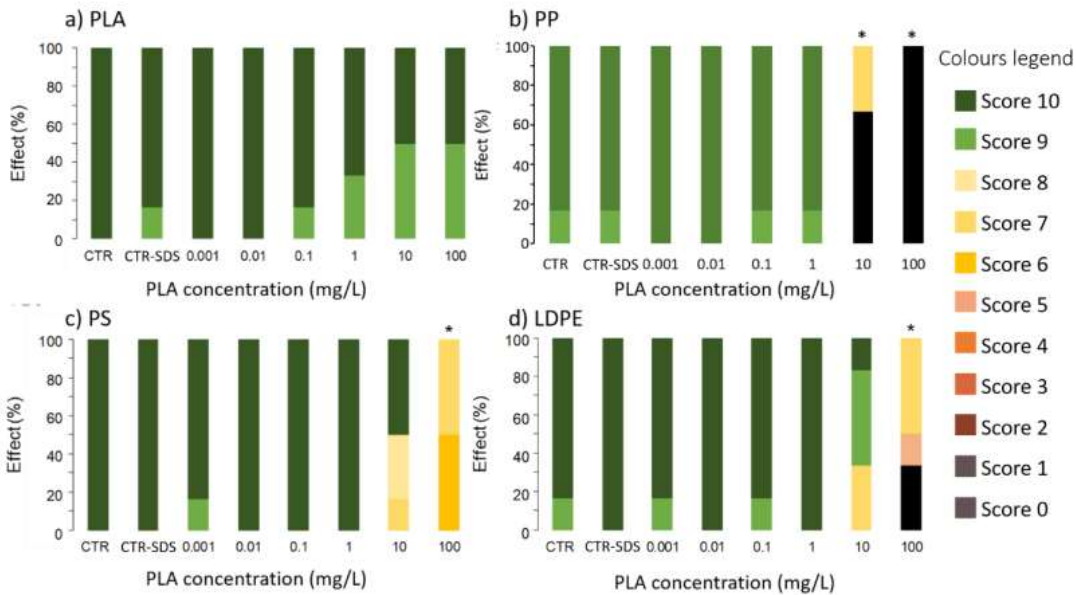 a) PLA
100
80
60
40
20
0
Effect (%)
CTR CTR-SDS 0.001 0.01 0.1 1 10 100
PLA concentration (mg/L)
b) PP
* *
100
80
60
40
20
0
Effect (%)
CTR CTR-SDS 0.001 0.01 0.1 1 10 100
PLA concentration (mg/L)
c) PS
*
100
80
60
40
20
0
Effect (%)
CTR CTR-SDS 0.001 0.01 0.1 1 10 100
PLA concentration (mg/L)
d) LDPE
*
100
80
60
40
20
0
Effect (%)
CTR CTR-SDS 0.001 0.01 0.1 1 10 100
PLA concentration (mg/L)
Colours legend
Score 10
Score 9
Score 8
Score 7
Score 6
Score 5
Score 4
Score 3
Score 2
Score 1
Score 0